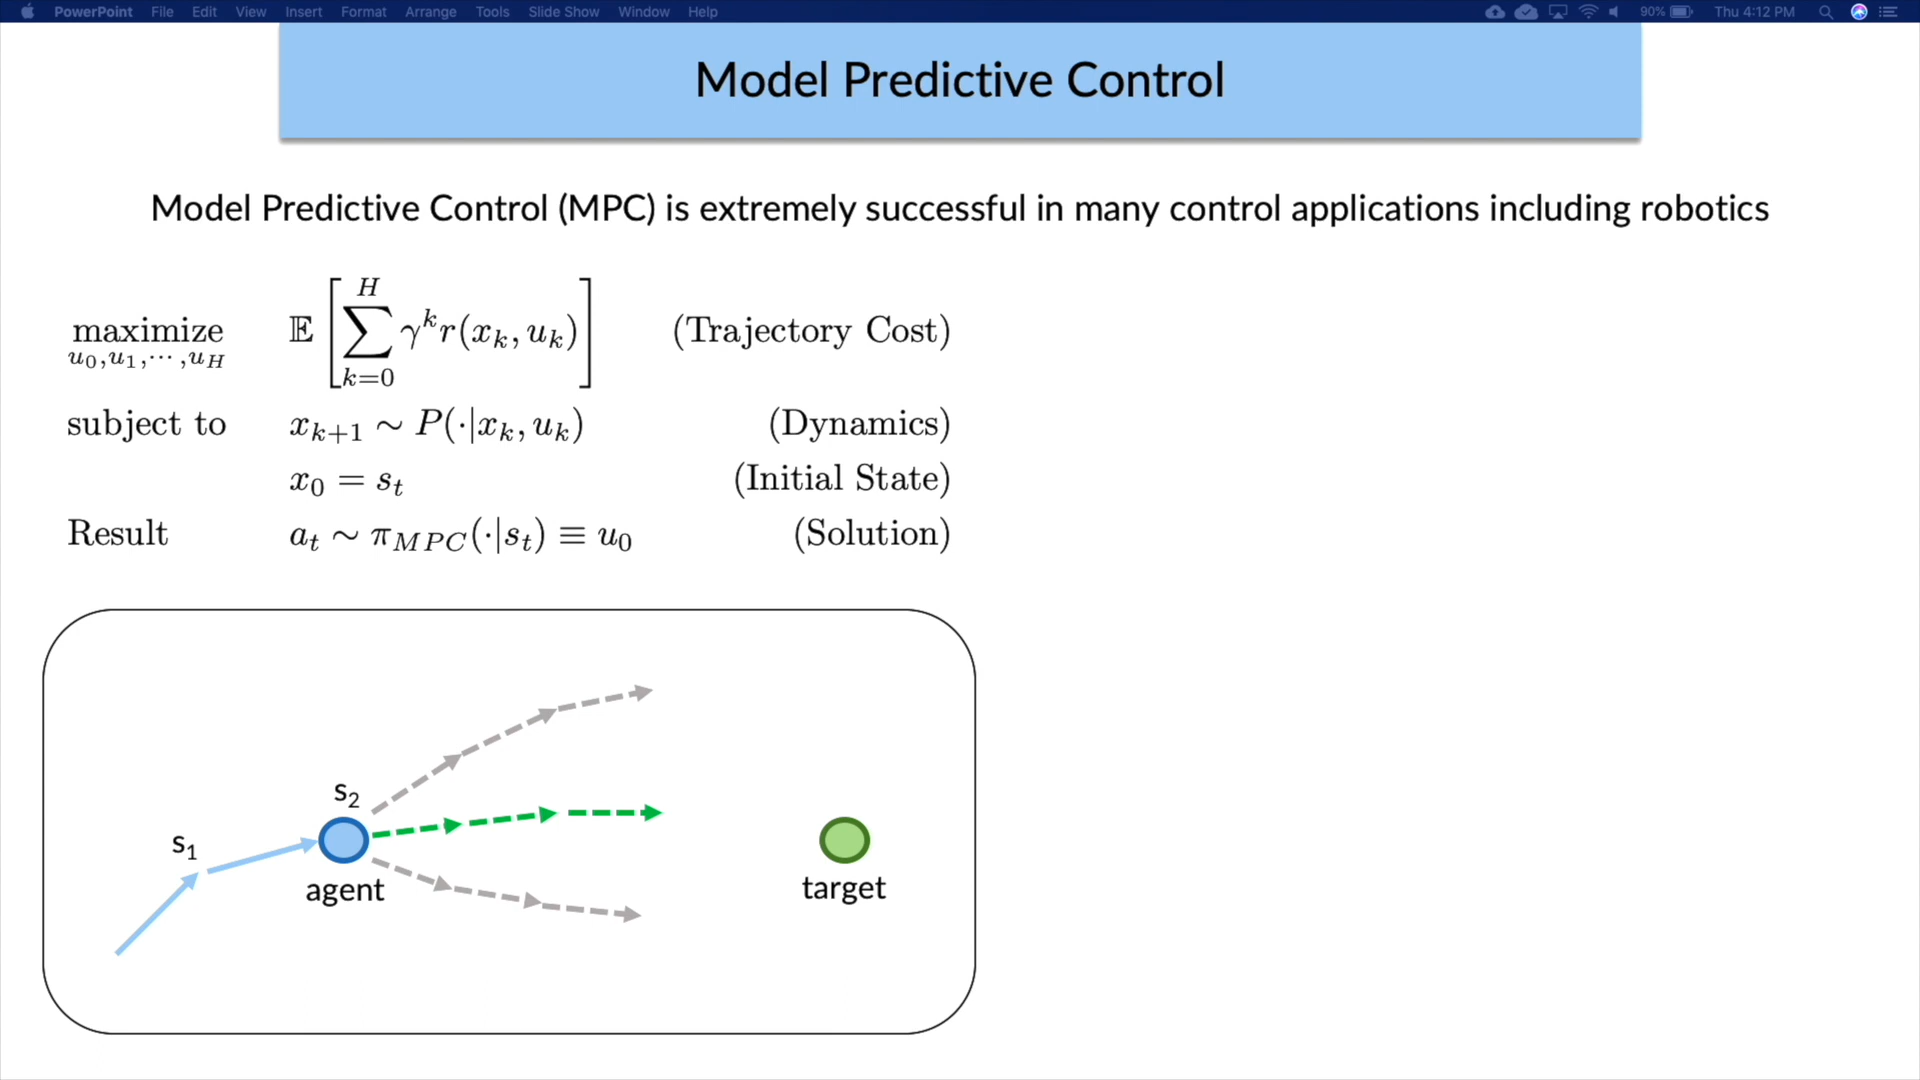 PowerPoint File Edit View Insert Format Arrange Tools Slide Show Window Help 90% Thu 4:12 PM
Model Predictive Control
Model Predictive Control (MPC) is extremely successful in many control applications including robotics
maximize_{u_0,u_1,⋯,u_H} 𝔼[∑_{k=0}^{H} γ^k r(x_k, u_k)] (Trajectory Cost)
subject to x_{k+1} ∼ P(·|x_k, u_k) (Dynamics)
x_0 = s_t (Initial State)
Result a_t ∼ π_{MPC}(·|s_t) ≡ u_0 (Solution)
s_2
s_1
agent
target